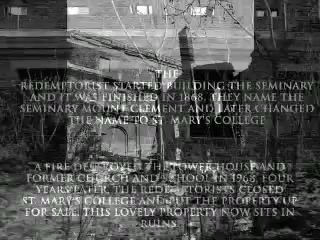 THE
REDEMPTORIST STARTED BUILDING THE SEMINARY
AND IT WAS FINISHED IN 1868. THEY NAME THE
SEMINARY MOUNT CLEMENT AND LATER CHANGED
THE NAME TO ST. MARY'S COLLEGE
A FIRE DESTROYED THE TOWER HOUSE AND
FORMER CHURCH AND SCHOOL IN 1968. FOUR
YEARS LATER, THE REDEMPTORISTS CLOSED
ST. MARY'S COLLEGE AND PUT THE PROPERTY UP
FOR SALE. THIS LOVELY PROPERTY NOW SITS IN
RUINS